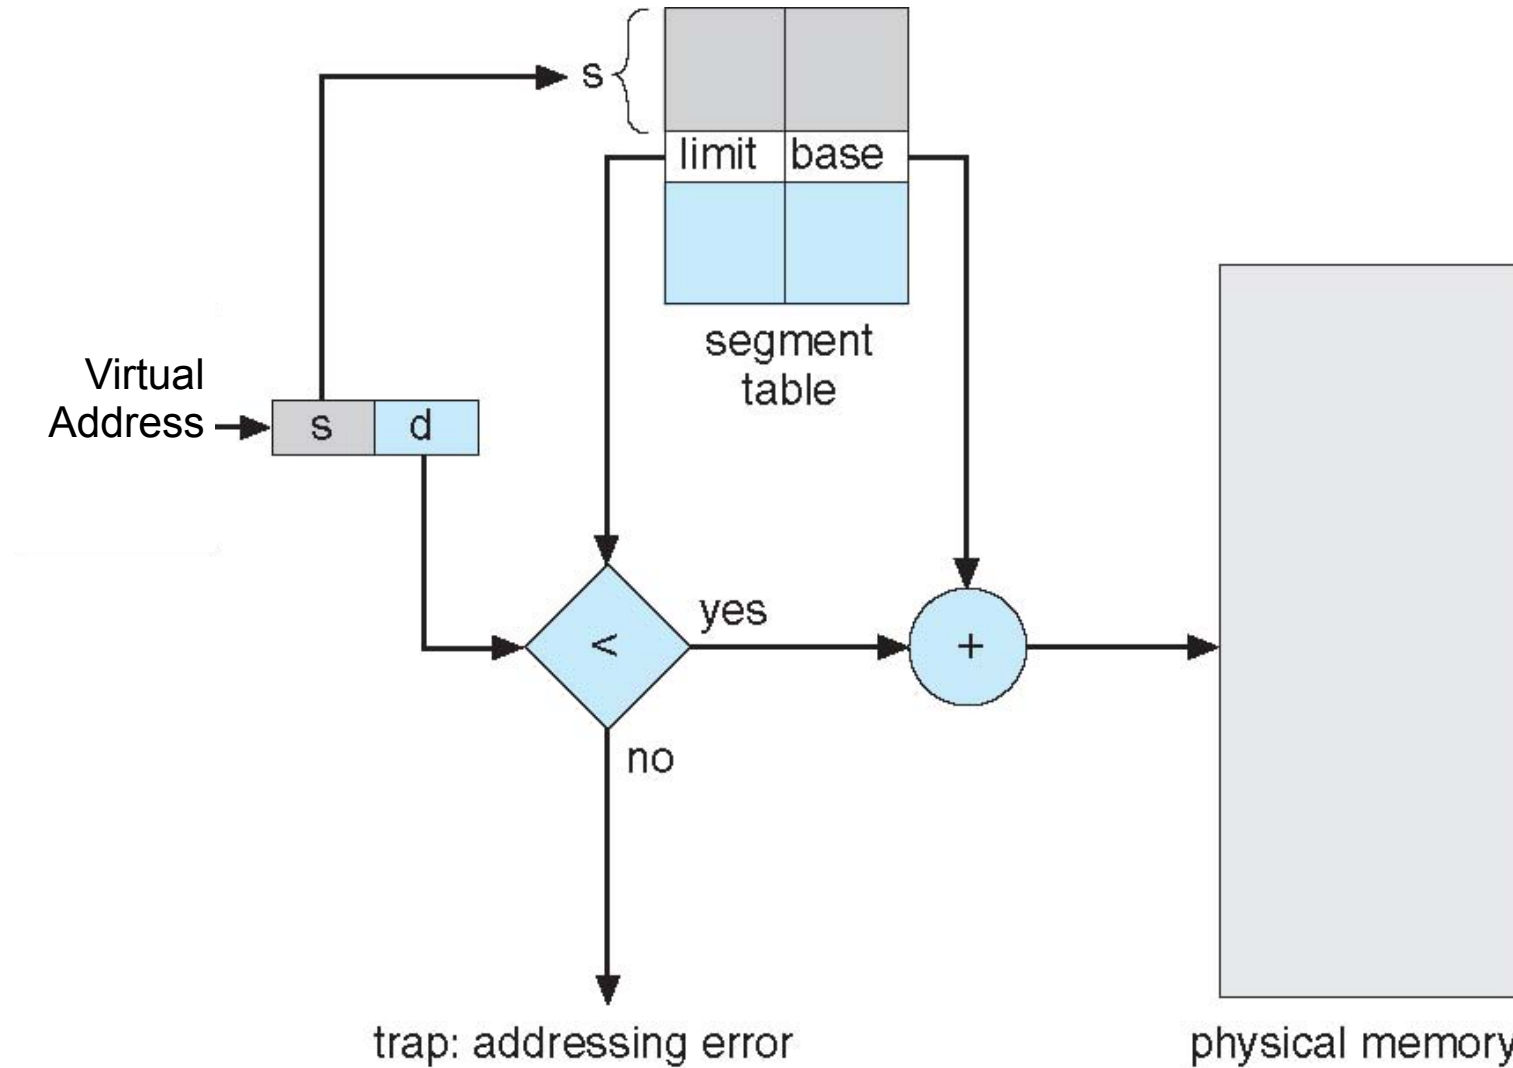 s
limit base
segment
table
Virtual
Address
s d
<
yes
+
no
trap: addressing error
physical memory